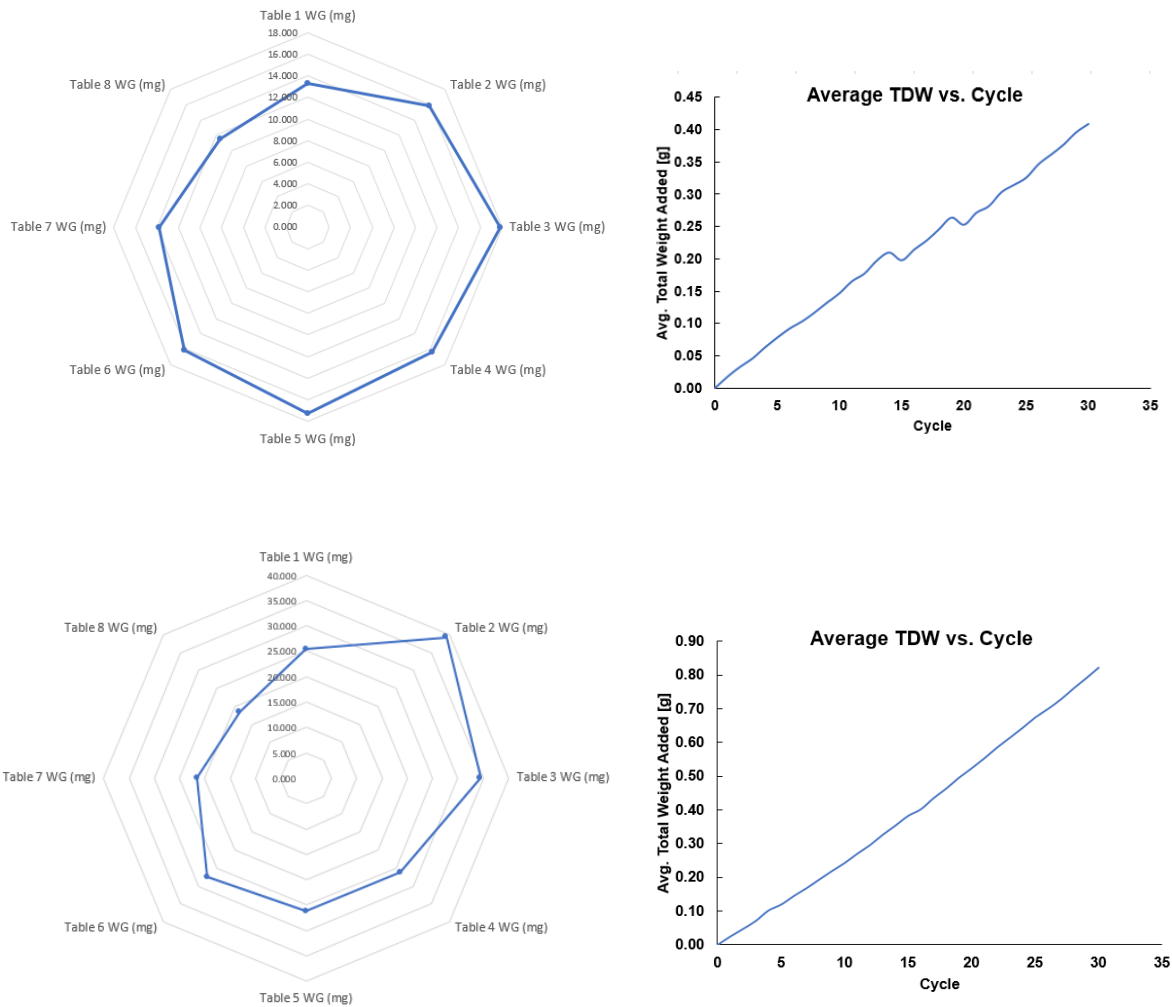 Table 1 WG (mg)
18.000
16.000
14.000
12.000
10.000
8.000
6.000
4.000
2.000
0.000
Table 2 WG (mg)
Table 3 WG (mg)
Table 4 WG (mg)
Table 5 WG (mg)
Table 6 WG (mg)
Table 7 WG (mg)
Table 8 WG (mg)
Average TDW vs. Cycle
Avg. Total Weight Added [g]
0.45
0.40
0.35
0.30
0.25
0.20
0.15
0.10
0.05
0.00
0 5 10 15 20 25 30 35
Cycle
Table 1 WG (mg)
40.000
35.000
30.000
25.000
20.000
15.000
10.000
5.000
0.000
Table 2 WG (mg)
Table 3 WG (mg)
Table 4 WG (mg)
Table 5 WG (mg)
Table 6 WG (mg)
Table 7 WG (mg)
Table 8 WG (mg)
Average TDW vs. Cycle
Avg. Total Weight Added [g]
0.90
0.80
0.70
0.60
0.50
0.40
0.30
0.20
0.10
0.00
0 5 10 15 20 25 30 35
Cycle